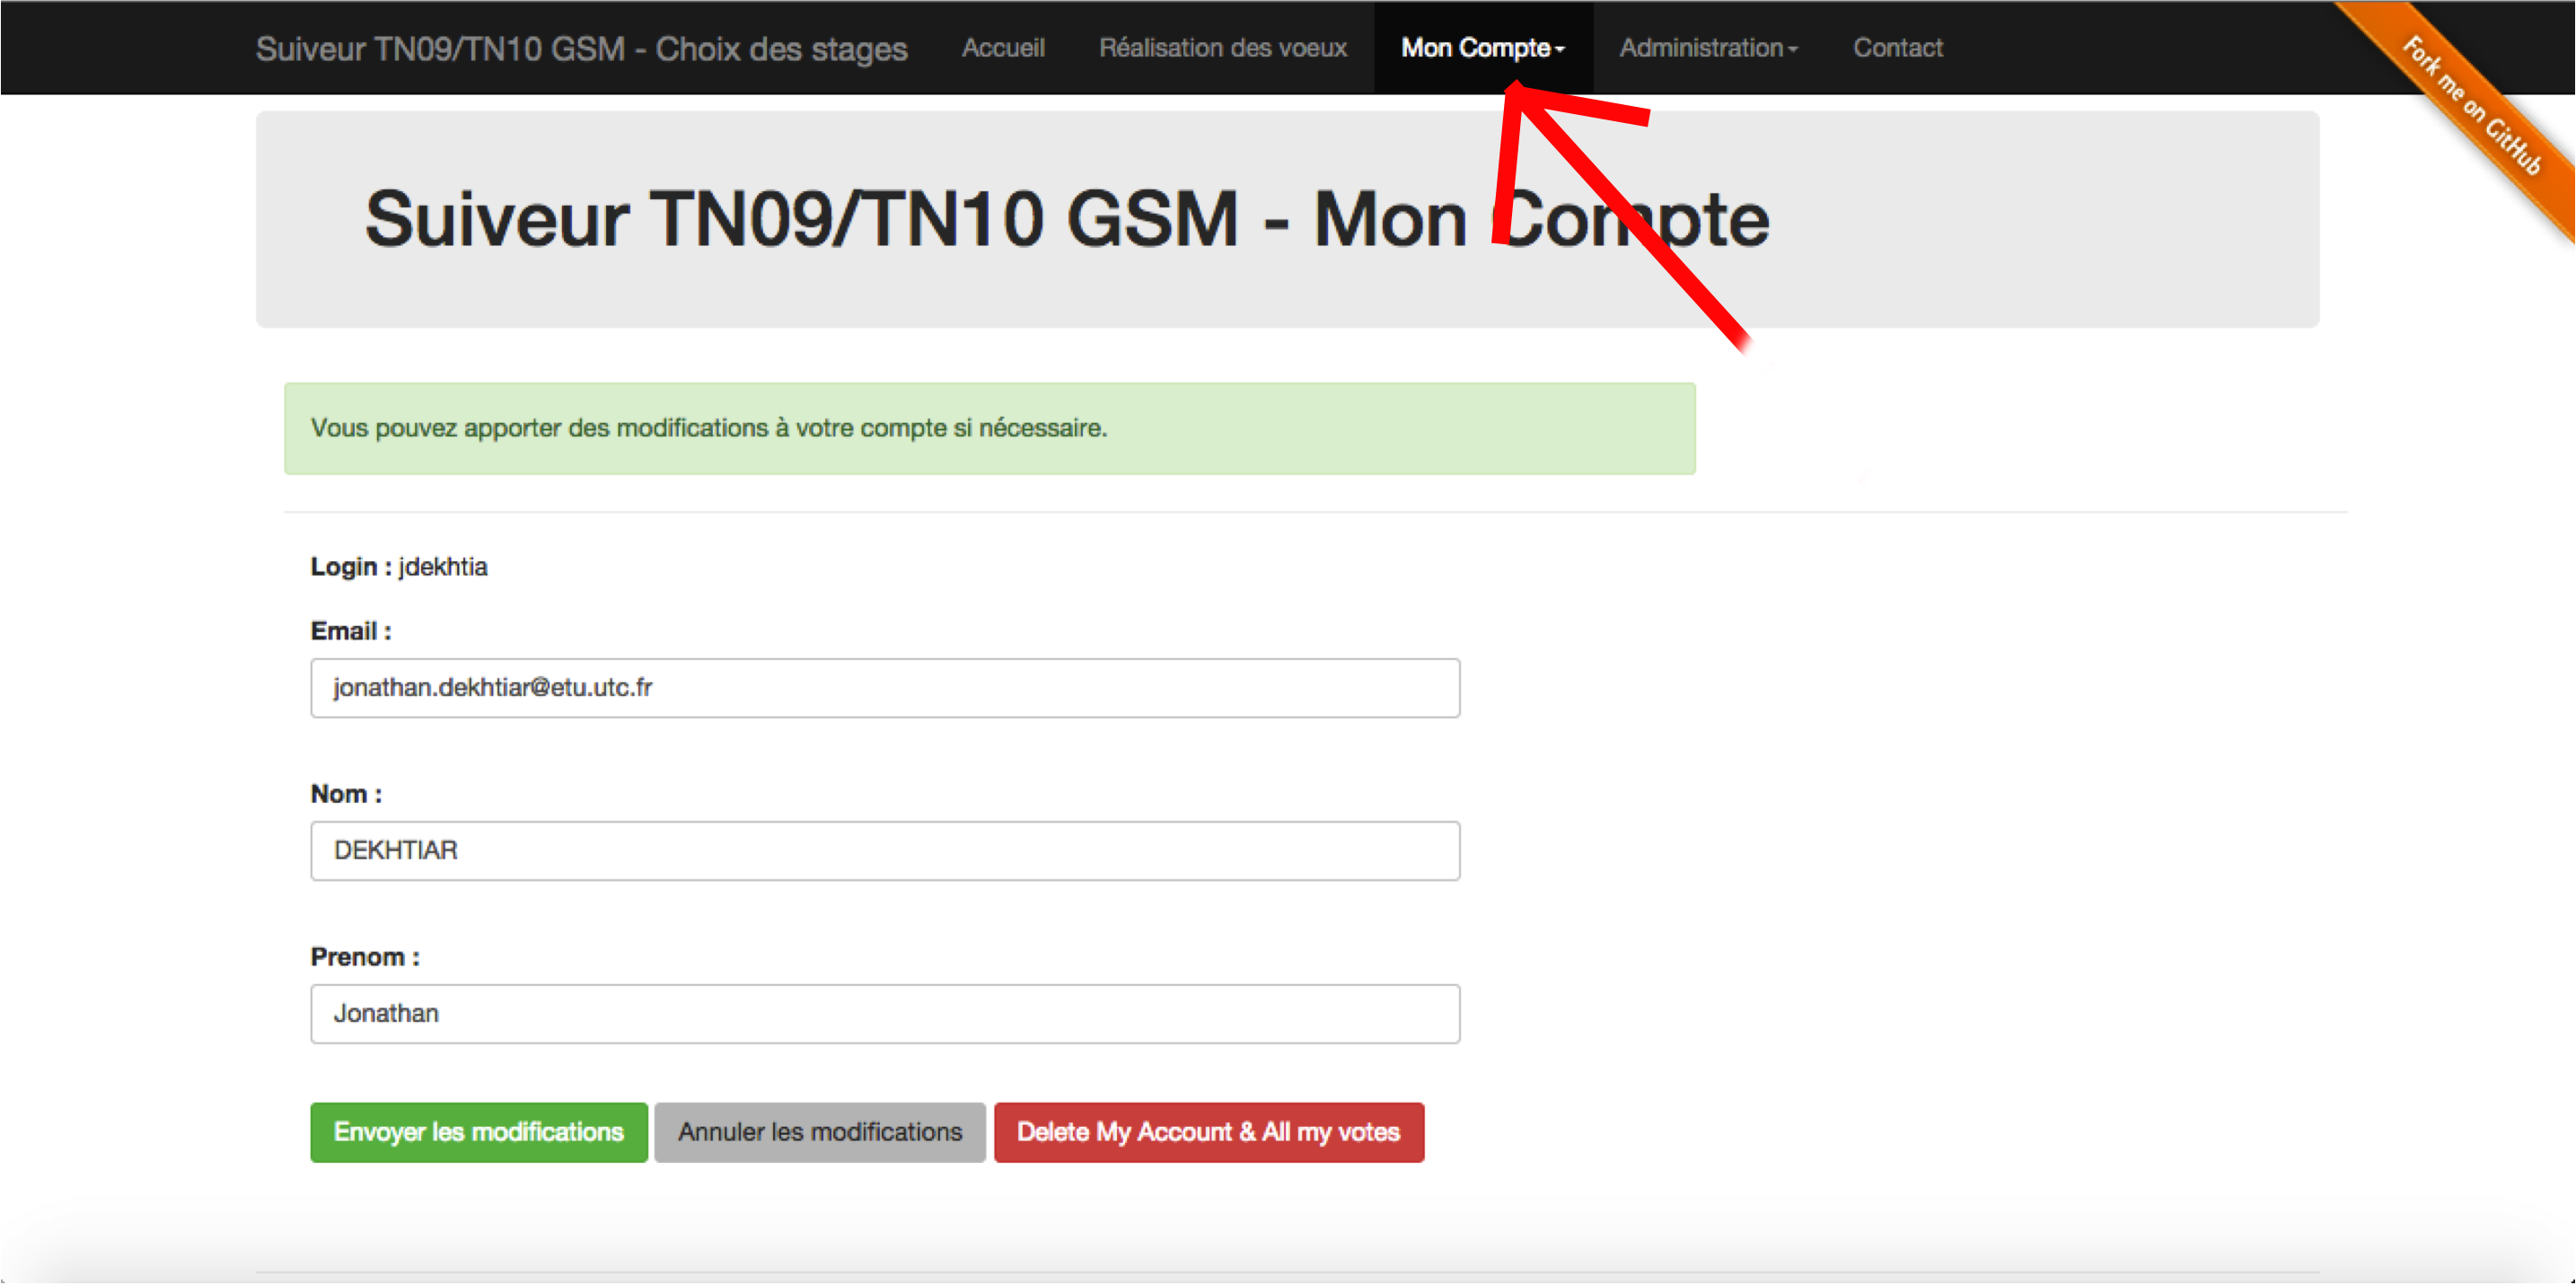 Suiveur TN09/TN10 GSM - Choix des stages Accueil Réalisation des voeux Mon Compte Administration Contact
Fork me on GitHub
Suiveur TN09/TN10 GSM - Mon Compte
Vous pouvez apporter des modifications à votre compte si nécessaire.
Login : jdekhtia
Email :
jonathan.dekhtiar@etu.utc.fr
Nom :
DEKHTIAR
Prenom :
Jonathan
Envoyer les modifications Annuler les modifications Delete My Account & All my votes